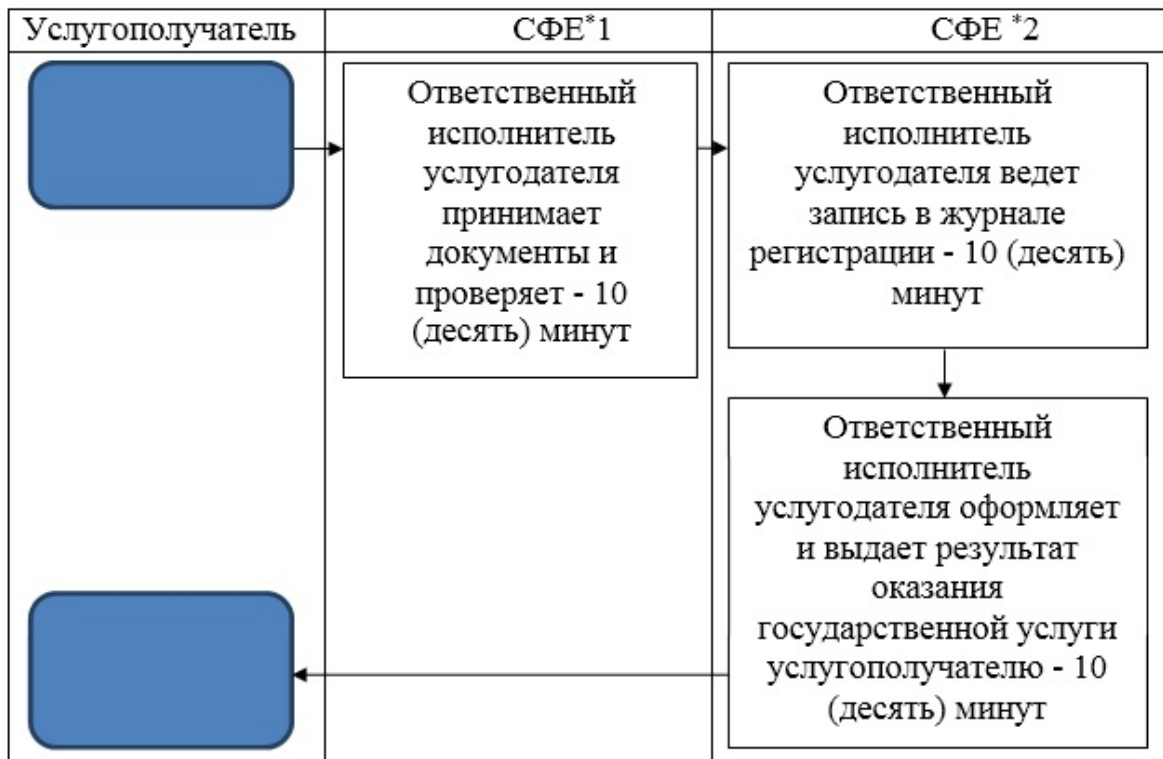 Услугополучатель
СФЕ*1
СФЕ *2
Ответственный
исполнитель
услугодателя
принимает
документы и
проверяет - 10
(десять) минут
Ответственный
исполнитель
услугодателя ведет
запись в журнале
регистрации - 10 (десять)
минут
Ответственный
исполнитель
услугодателя оформляет
и выдает результат
оказания
государственной услуги
услугополучателю - 10
(десять) минут